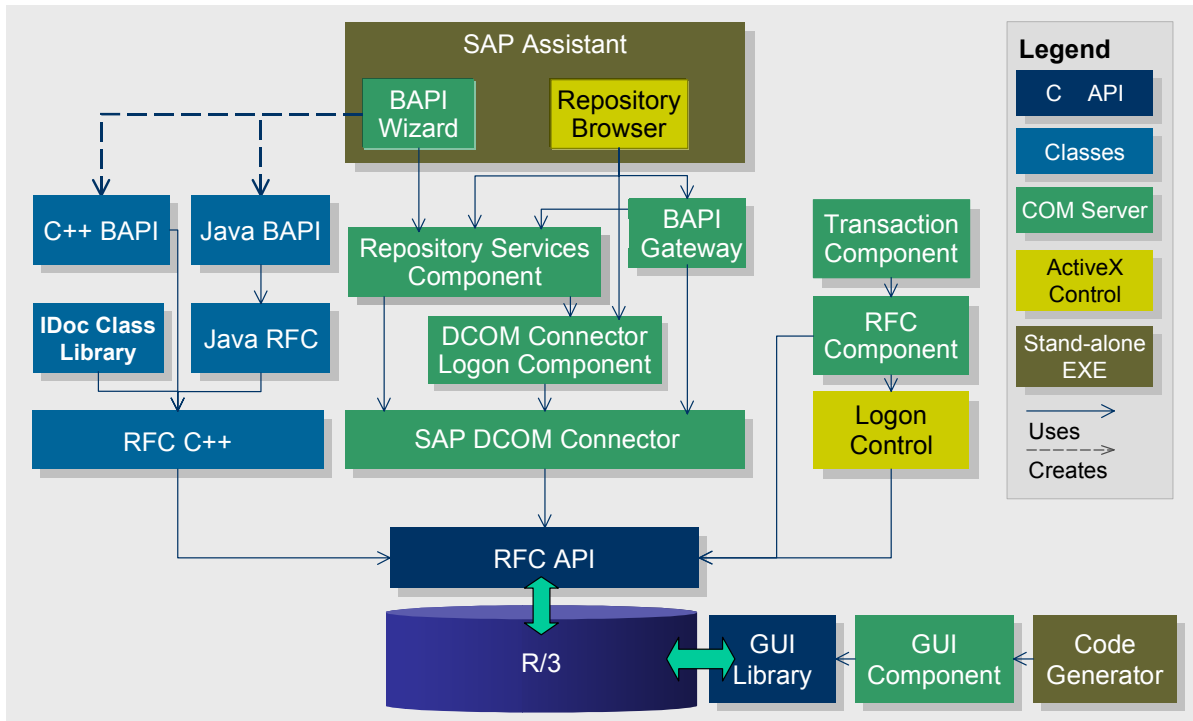 SAP Assistant
BAPI
Wizard
Repository
Browser
C++ BAPI
Java BAPI
Repository Services
Component
BAPI
Gateway
Transaction
Component
IDoc Class
Library
Java RFC
DCOM Connector
Logon Component
RFC
Component
RFC C++
SAP DCOM Connector
Logon
Control
RFC API
R/3
GUI
Library
GUI
Component
Code
Generator
Legend
C API
Classes
COM Server
ActiveX
Control
Stand-alone
EXE
Uses
Creates